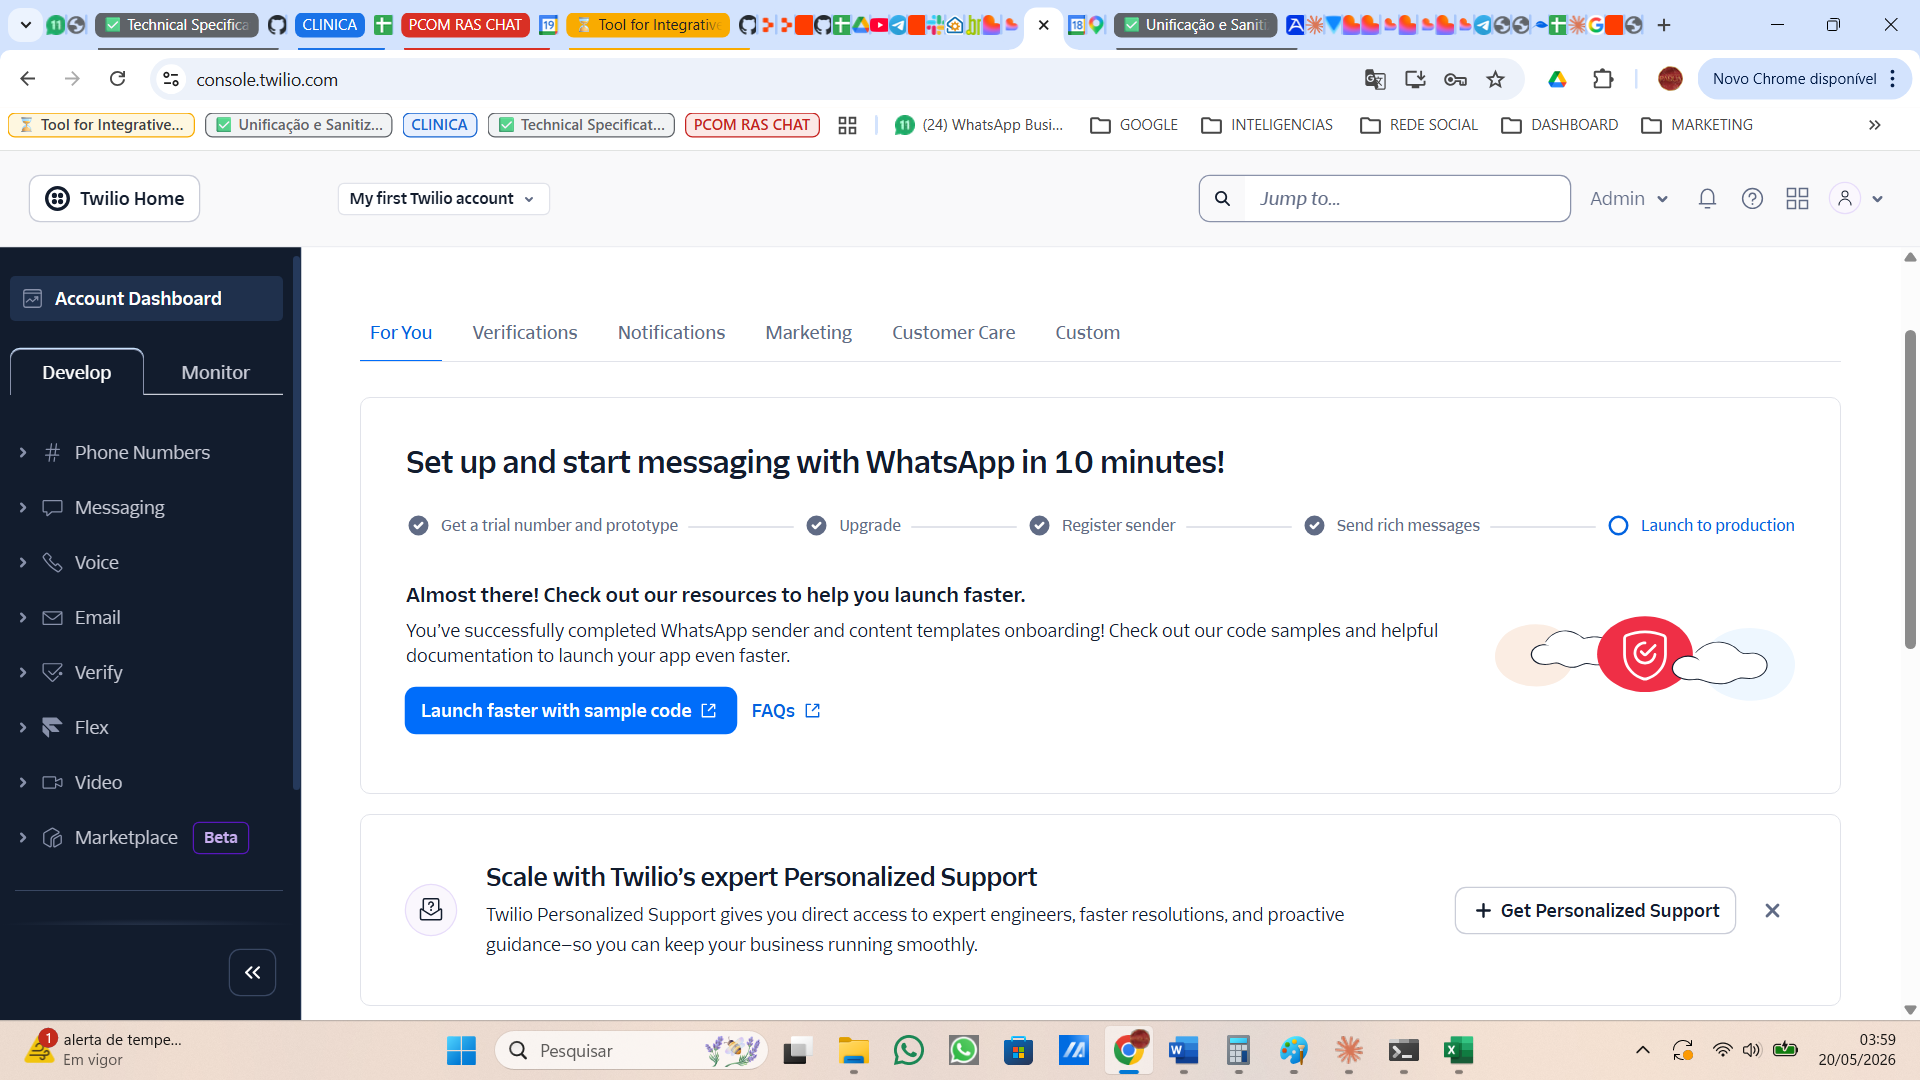 Technical Specifica
CLINICA
PCOM RAS CHAT
Tool for Integrative
Unificação e Saniti
console.twilio.com
Novo Chrome disponível
Tool for Integrative...
Unificação e Sanitiz...
CLINICA
Technical Specificat...
PCOM RAS CHAT
(24) WhatsApp Busi...
GOOGLE
INTELIGENCIAS
REDE SOCIAL
DASHBOARD
MARKETING
Twilio Home
My first Twilio account
Jump to...
Admin
Account Dashboard
Develop
Monitor
Phone Numbers
Messaging
Voice
Email
Verify
Flex
Video
Marketplace
Beta
For You
Verifications
Notifications
Marketing
Customer Care
Custom
Set up and start messaging with WhatsApp in 10 minutes!
Get a trial number and prototype
Upgrade
Register sender
Send rich messages
Launch to production
Almost there! Check out our resources to help you launch faster.
You’ve successfully completed WhatsApp sender and content templates onboarding! Check out our code samples and helpful
documentation to launch your app even faster.
Launch faster with sample code
FAQs
Scale with Twilio’s expert Personalized Support
Twilio Personalized Support gives you direct access to expert engineers, faster resolutions, and proactive
guidance–so you can keep your business running smoothly.
+ Get Personalized Support
1
alerta de tempe...
Em vigor
Pesquisar
03:59
20/05/2026